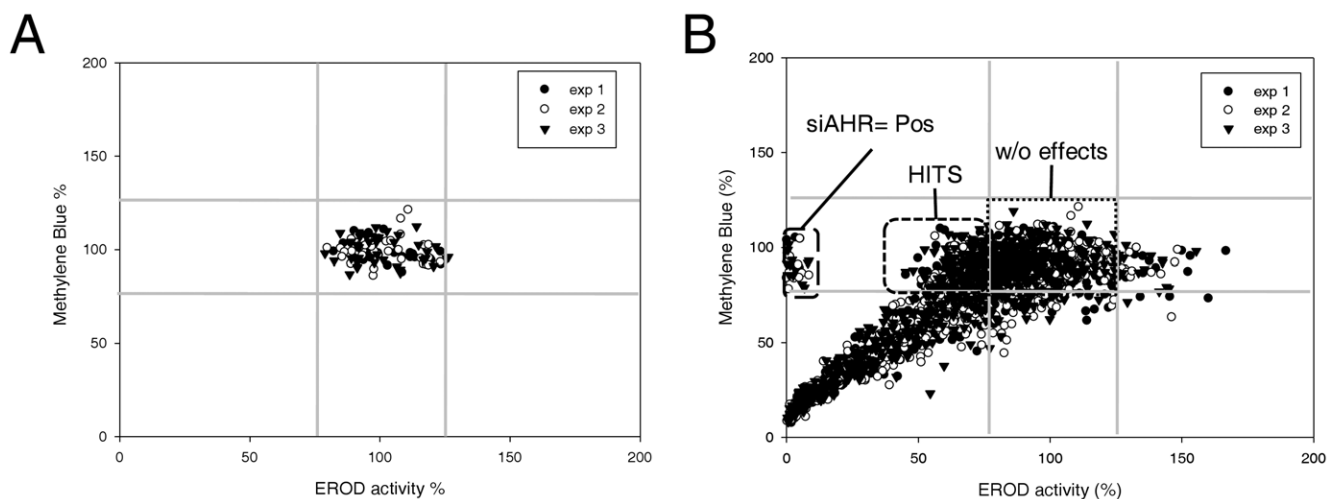 A
200
150
100
50
0
Methylene Blue %
exp 1
exp 2
exp 3
0
50
100
150
200
EROD activity %
B
200
150
100
50
0
Methylene Blue (%)
siAHR= Pos
HITS
w/o effects
exp 1
exp 2
exp 3
0
50
100
150
200
EROD activity (%)